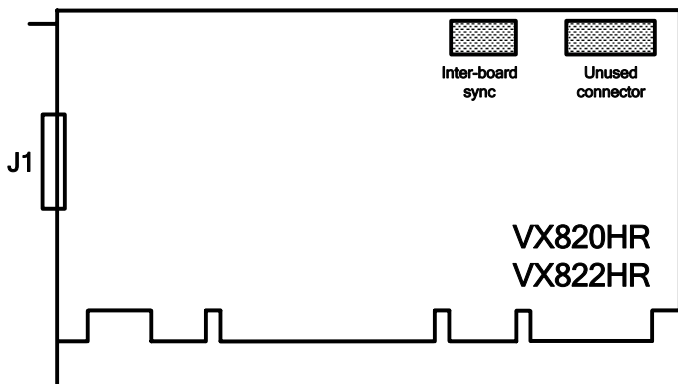 Inter-board
sync
Unused
connector
J1
VX820HR
VX822HR